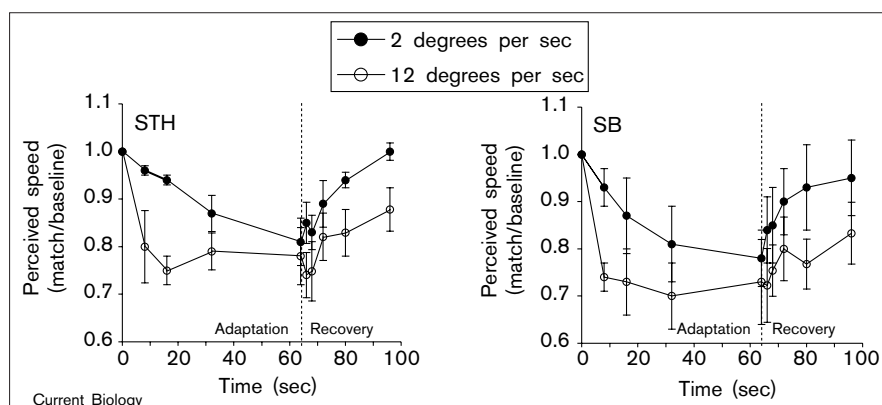 2 degrees per sec
12 degrees per sec
STH
Perceived speed
(match/baseline)
1.1
1.0
0.9
0.8
0.7
0.6
Adaptation
Recovery
0
20
40
60
80
100
Time (sec)
SB
Perceived speed
(match/baseline)
1.1
1.0
0.9
0.8
0.7
0.6
Adaptation
Recovery
0
20
40
60
80
100
Time (sec)
Current Biology